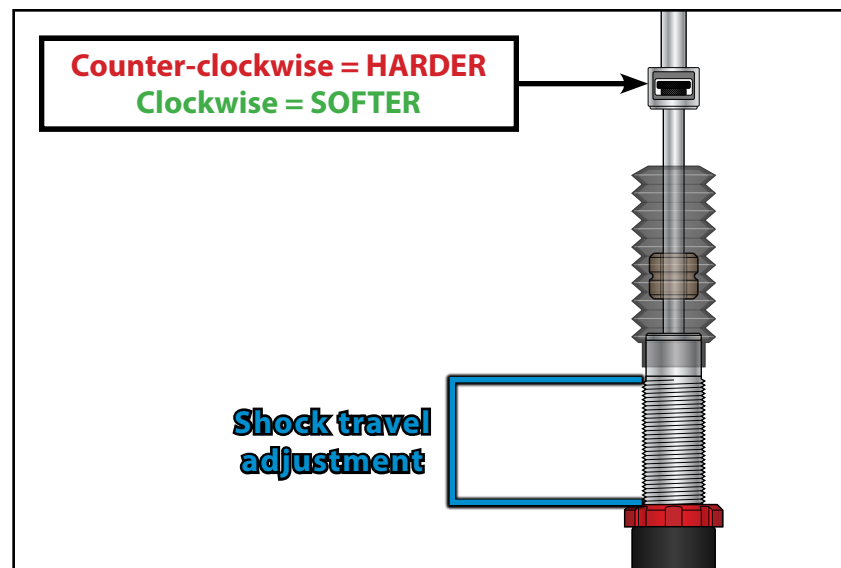 Counter-clockwise = HARDER
Clockwise = SOFTER
Shock travel
adjustment